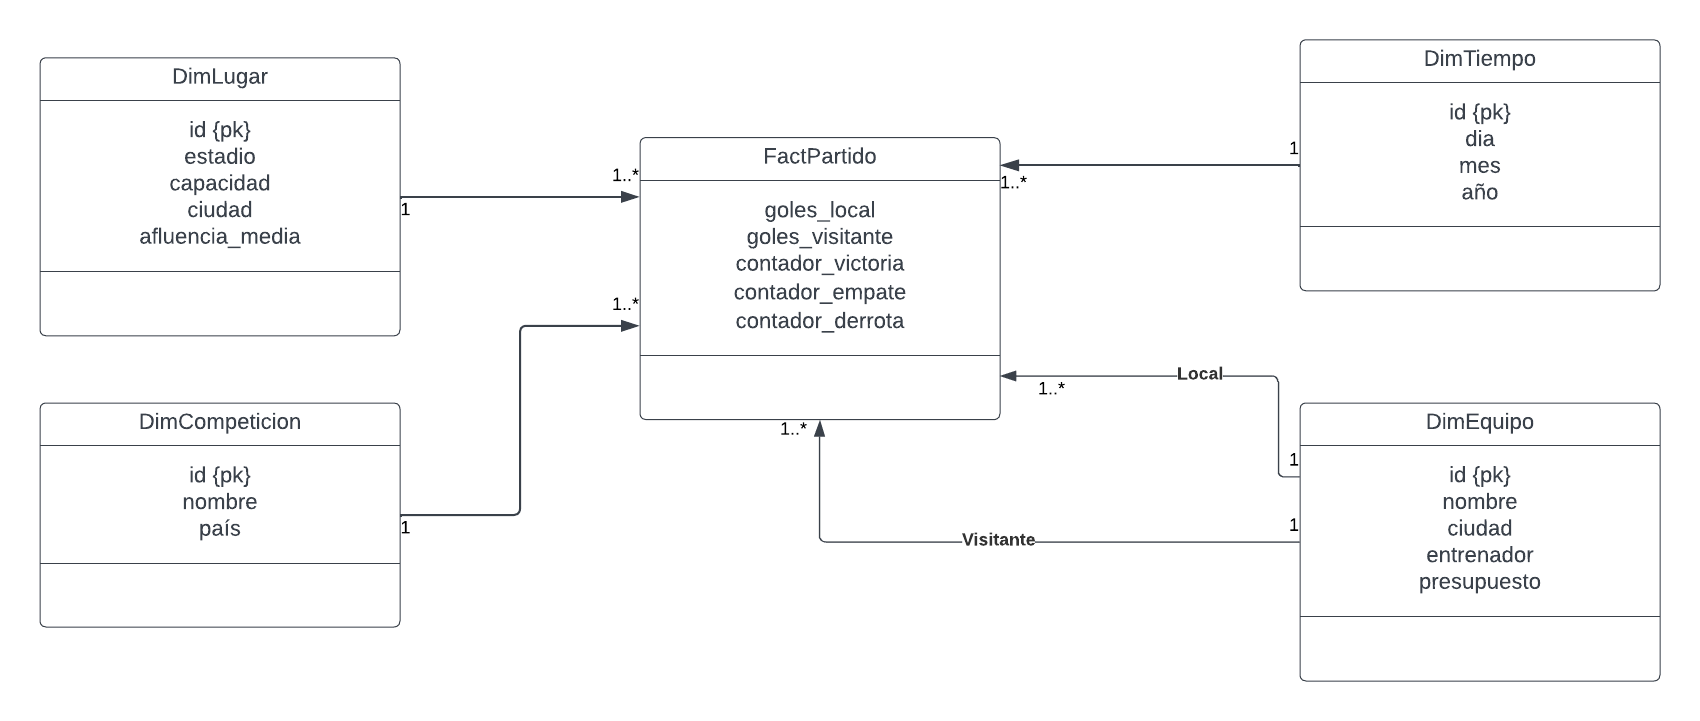 DimLugar
id {pk}
estadio
capacidad
ciudad
afluencia_media
1
1..*
DimCompeticion
id {pk}
nombre
país
1
1..*
FactPartido
goles_local
goles_visitante
contador_victoria
contador_empate
contador_derrota
DimTiempo
id {pk}
dia
mes
año
1
1..*
DimEquipo
id {pk}
nombre
ciudad
entrenador
presupuesto
1
Local
1..*
1
Visitante
1..*